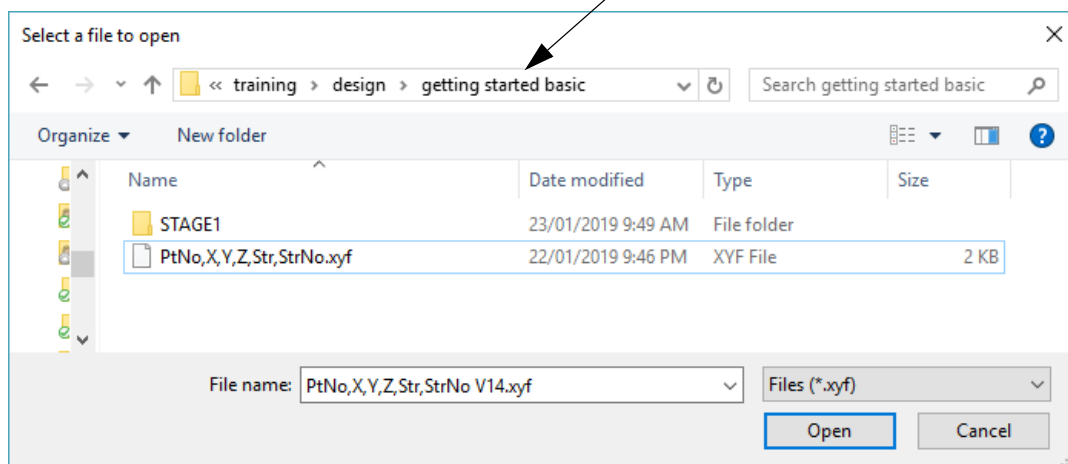 Select a file to open
« training > design > getting started basic
Search getting started basic
Organize
New folder
?
Name Date modified Type Size
STAGE1 23/01/2019 9:49 AM File folder
PtNo,X,Y,Z,Str,StrNo.xyf 22/01/2019 9:46 PM XYF File 2 KB
File name: PtNo,X,Y,Z,Str,StrNo V14.xyf Files (*.xyf)
Open Cancel